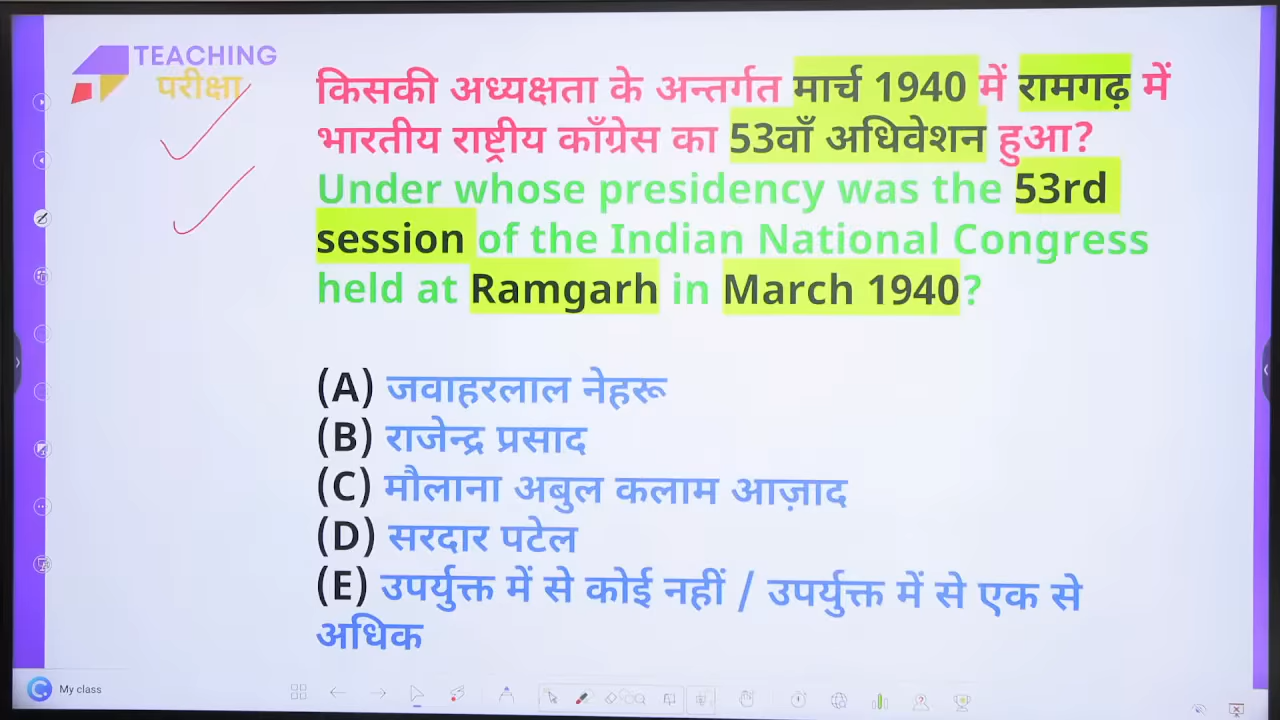 TEACHING
परीक्षा
किसकी अध्यक्षता के अन्तर्गत मार्च 1940 में रामगढ़ में
भारतीय राष्ट्रीय काँग्रेस का 53वाँ अधिवेशन हुआ?
Under whose presidency was the 53rd
session of the Indian National Congress
held at Ramgarh in March 1940?
(A) जवाहरलाल नेहरू
(B) राजेन्द्र प्रसाद
(C) मौलाना अबुल कलाम आज़ाद
(D) सरदार पटेल
(E) उपर्युक्त में से कोई नहीं / उपर्युक्त में से एक से
अधिक
My class